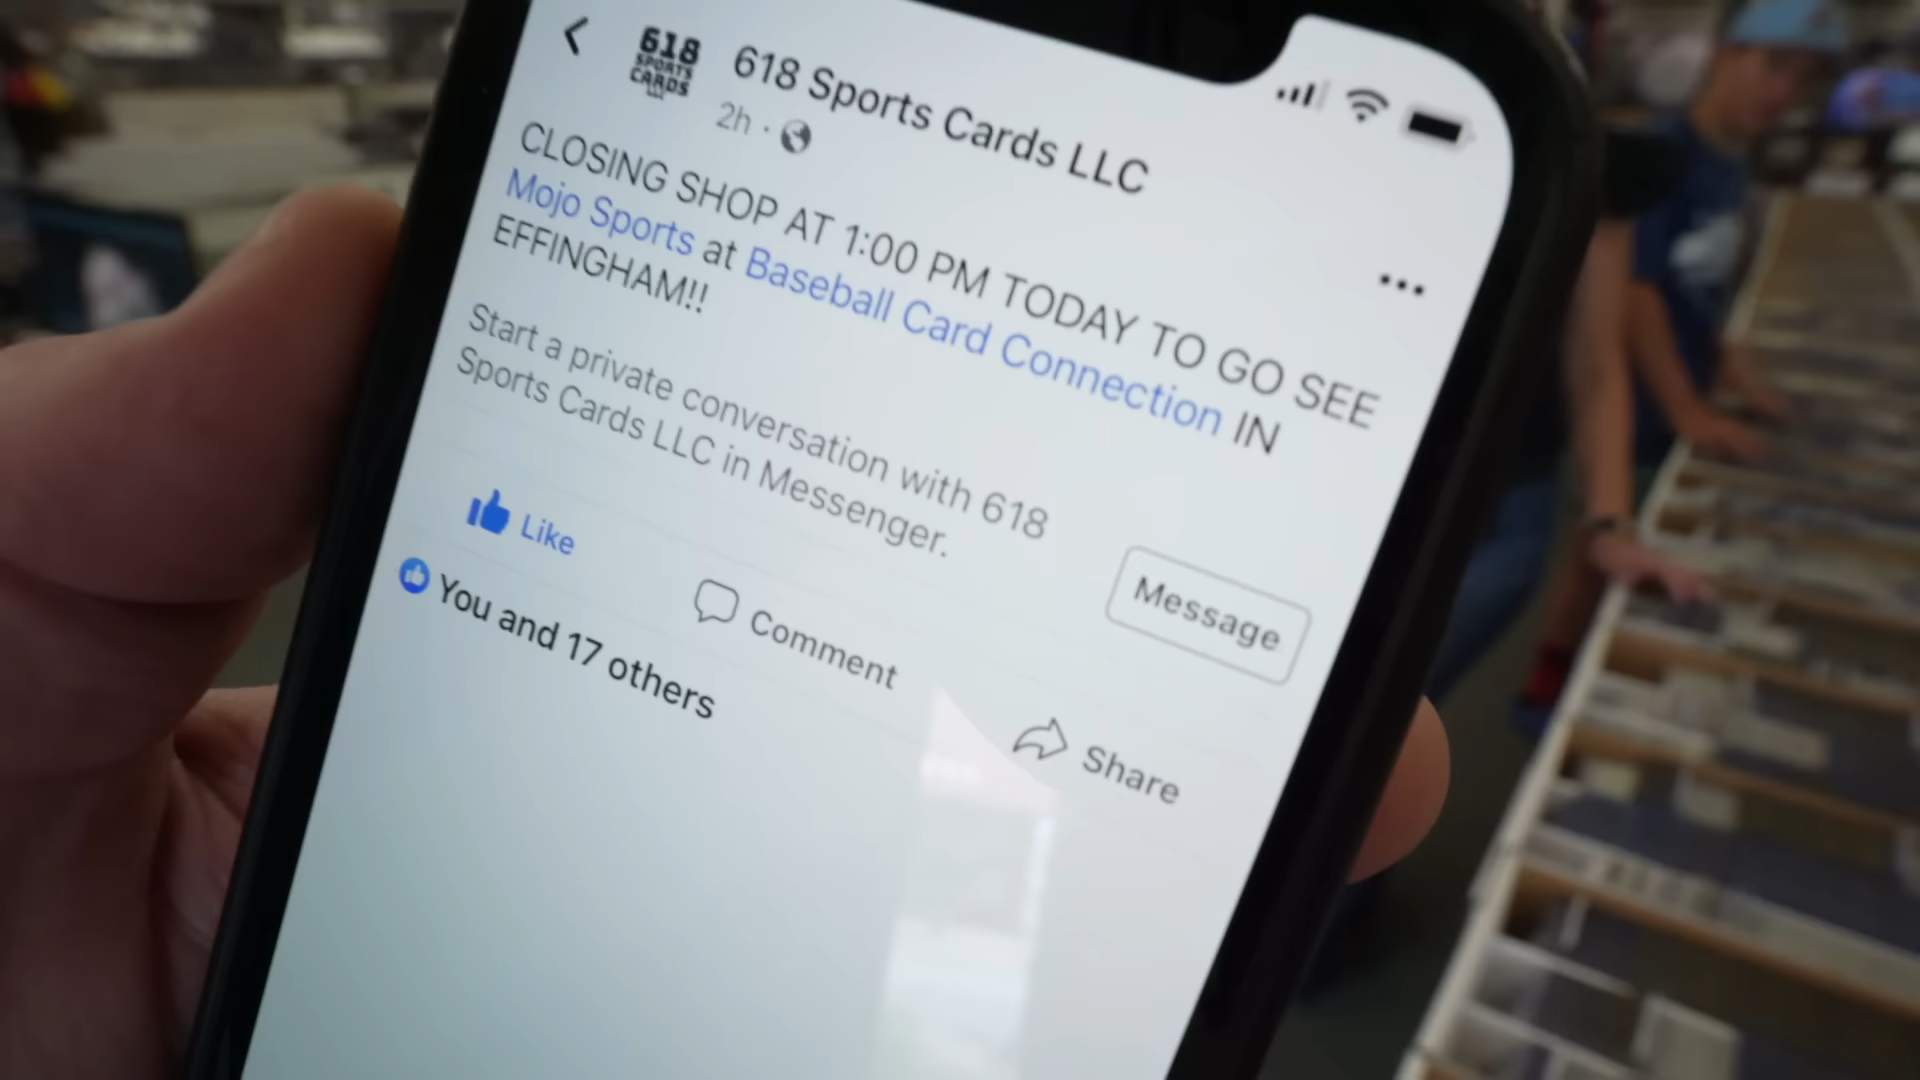 618
SPORTS
CARDS
LLC
618 Sports Cards LLC
2h ·
CLOSING SHOP AT 1:00 PM TODAY TO GO SEE
Mojo Sports at Baseball Card Connection IN
EFFINGHAM!!
Start a private conversation with 618
Sports Cards LLC in Messenger.
Message
Like
Comment
Share
You and 17 others